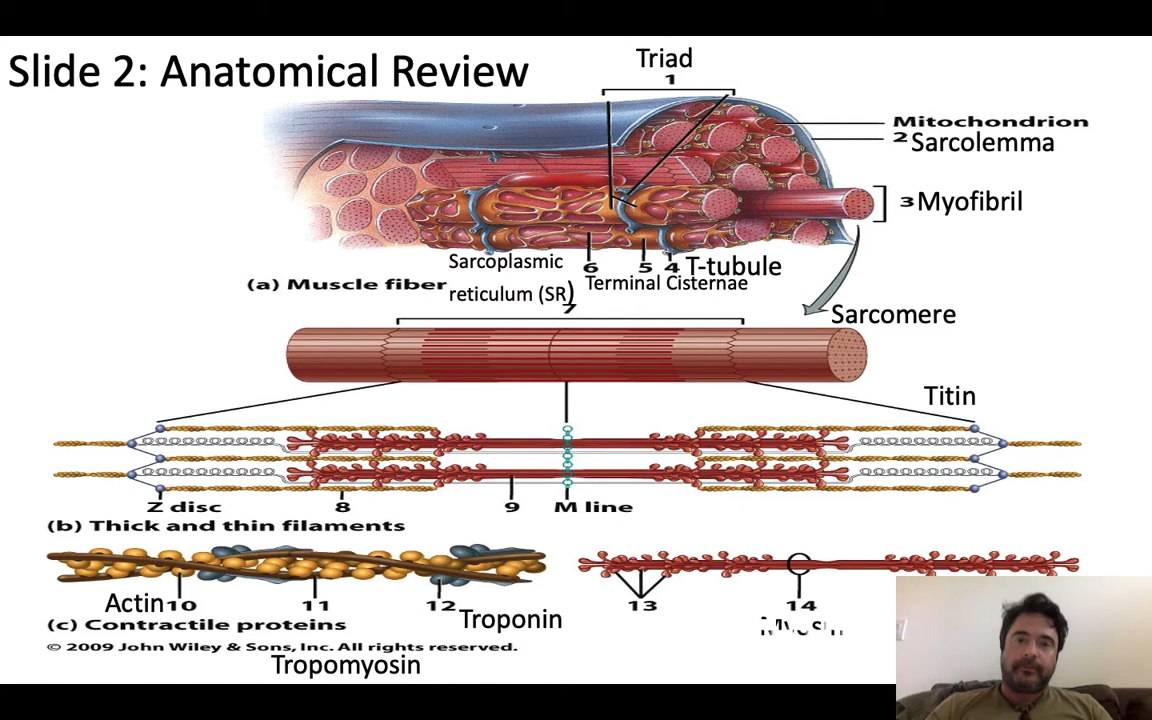 Slide 2: Anatomical Review
Triad
1
Mitochondrion
2 Sarcolemma
3 Myofibril
Sarcoplasmic
reticulum (SR)
6
5
4 T-tubule
Terminal Cisternae
(a) Muscle fiber
7
Sarcomere
Titin
Z disc
8
9
M line
(b) Thick and thin filaments
Actin 10
11
12 Troponin
13
14
(c) Contractile proteins
© 2009 John Wiley & Sons, Inc. All rights reserved.
Tropomyosin